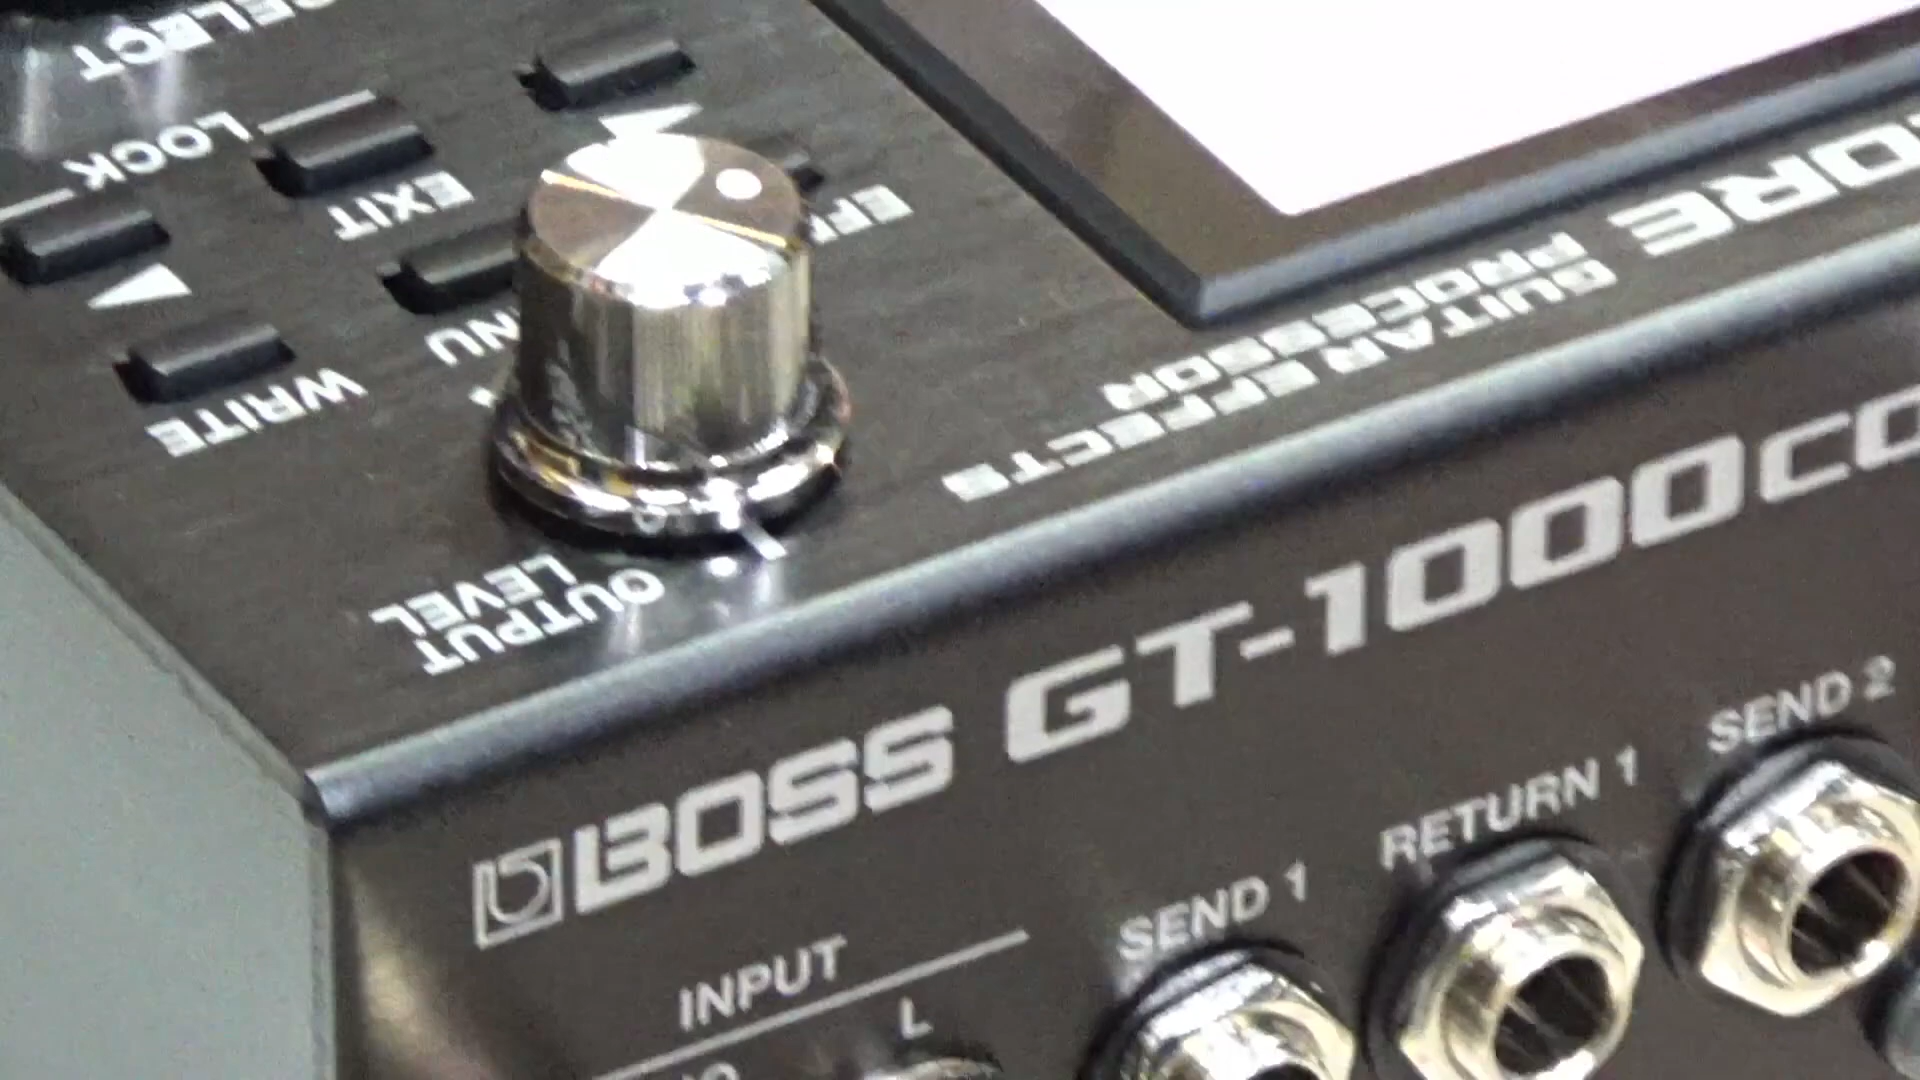 SELECT
LOCK
EXIT
WRITE
OUTPUT
LEVEL
GUITAR EFFECTS
PROCESSOR
BOSS GT-1000
INPUT
L
SEND 1
RETURN 1
SEND 2